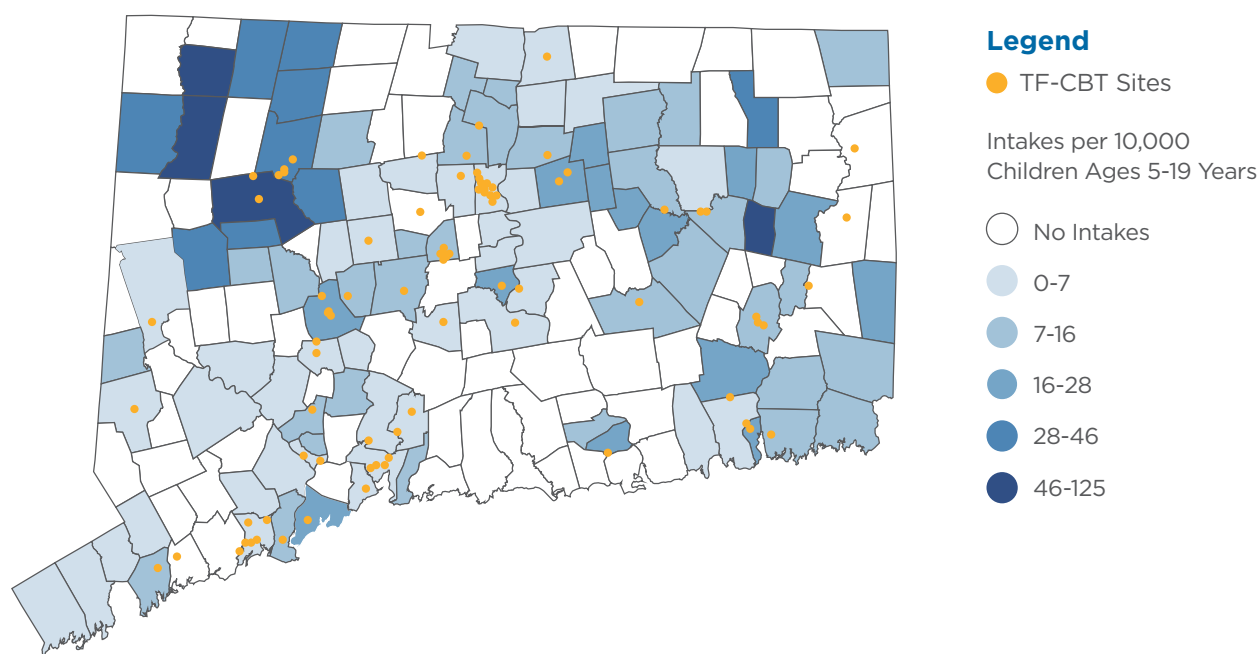 Legend
TF-CBT Sites
Intakes per 10,000
Children Ages 5-19 Years
No Intakes
0-7
7-16
16-28
28-46
46-125